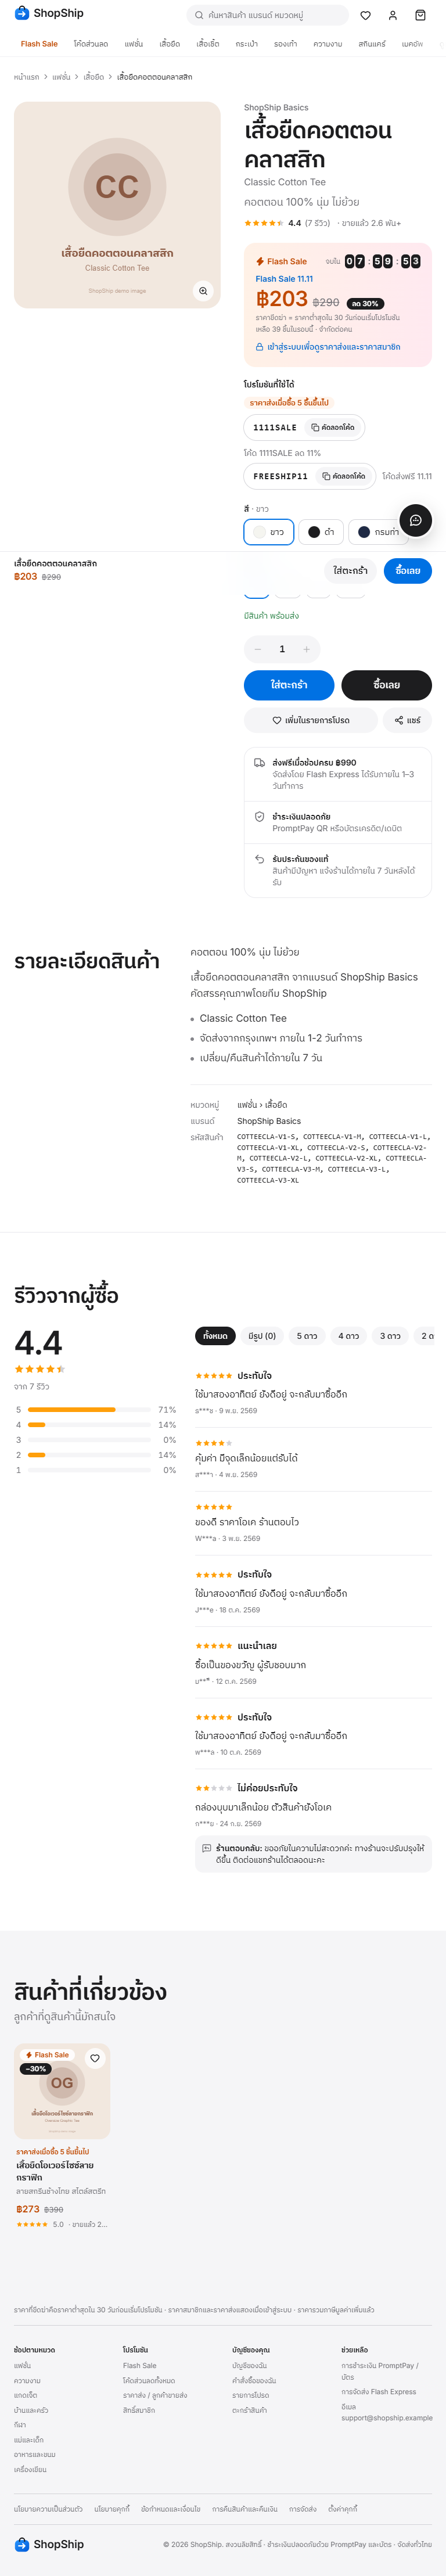 ShopShip
ค้นหาสินค้า แบรนด์ หมวดหมู่
Flash Sale โค้ดส่วนลด แฟชั่น เสื้อยืด เสื้อเชิ้ต กระเป๋า รองเท้า ความงาม สกินแคร์ เมคอัพ
หน้าแรก > แฟชั่น > เสื้อยืด > เสื้อยืดคอตตอนคลาสสิก
CC
เสื้อยืดคอตตอนคลาสสิก
Classic Cotton Tee
ShopShip demo image
ShopShip Basics
เสื้อยืดคอตตอน
คลาสสิก
Classic Cotton Tee
คอตตอน 100% นุ่ม ไม่ย้วย
4.4 (7 รีวิว) · ขายแล้ว 2.6 พัน+
Flash Sale จบใน 07:59:53
Flash Sale 11.11
฿203 ฿290 ลด 30%
ราคาขีดฆ่า = ราคาต่ำสุดใน 30 วันก่อนเริ่มโปรโมชัน
เหลือ 39 ชิ้นในรอบนี้ · จำกัดต่อคน
เข้าสู่ระบบเพื่อดูราคาส่งและราคาสมาชิก
โปรโมชันที่ใช้ได้
ราคาส่งเมื่อซื้อ 5 ชิ้นขึ้นไป
1111SALE คัดลอกโค้ด
โค้ด 1111SALE ลด 11%
FREESHIP11 คัดลอกโค้ด โค้ดส่งฟรี 11.11
สี · ขาว
ขาว ดำ กรมท่า
เสื้อยืดคอตตอนคลาสสิก
฿203 ฿290
ใส่ตะกร้า ซื้อเลย
มีสินค้า พร้อมส่ง
− 1 +
ใส่ตะกร้า ซื้อเลย
เพิ่มในรายการโปรด แชร์
ส่งฟรีเมื่อช้อปครบ ฿990
จัดส่งโดย Flash Express ได้รับภายใน 1–3
วันทำการ
ชำระเงินปลอดภัย
PromptPay QR หรือบัตรเครดิต/เดบิต
รับประกันของแท้
สินค้ามีปัญหา แจ้งร้านได้ภายใน 7 วันหลังได้
รับ
รายละเอียดสินค้า
คอตตอน 100% นุ่ม ไม่ย้วย
เสื้อยืดคอตตอนคลาสสิก จากแบรนด์ ShopShip Basics
คัดสรรคุณภาพโดยทีม ShopShip
Classic Cotton Tee
จัดส่งจากกรุงเทพฯ ภายใน 1-2 วันทำการ
เปลี่ยน/คืนสินค้าได้ภายใน 7 วัน
หมวดหมู่ แฟชั่น › เสื้อยืด
แบรนด์ ShopShip Basics
รหัสสินค้า COTTEECLA-V1-S, COTTEECLA-V1-M, COTTEECLA-V1-L,
COTTEECLA-V1-XL, COTTEECLA-V2-S, COTTEECLA-V2-
M, COTTEECLA-V2-L, COTTEECLA-V2-XL, COTTEECLA-
V3-S, COTTEECLA-V3-M, COTTEECLA-V3-L,
COTTEECLA-V3-XL
รีวิวจากผู้ซื้อ
4.4
จาก 7 รีวิว
5 71%
4 14%
3 0%
2 14%
1 0%
ทั้งหมด มีรูป (0) 5 ดาว 4 ดาว 3 ดาว 2 ด
ประทับใจ
ใช้มาสองอาทิตย์ ยังดีอยู่ จะกลับมาซื้ออีก
ธ***ย · 9 พ.ย. 2569
คุ้มค่า มีจุดเล็กน้อยแต่รับได้
ส***า · 4 พ.ย. 2569
ของดี ราคาโอเค ร้านตอบไว
W***a · 3 พ.ย. 2569
ประทับใจ
ใช้มาสองอาทิตย์ ยังดีอยู่ จะกลับมาซื้ออีก
J***e · 18 ต.ค. 2569
แนะนำเลย
ซื้อเป็นของขวัญ ผู้รับชอบมาก
· 12 ต.ค. 2569
ประทับใจ
ใช้มาสองอาทิตย์ ยังดีอยู่ จะกลับมาซื้ออีก
พ***ล · 10 ต.ค. 2569
ไม่ค่อยประทับใจ
กล่องบุบมาเล็กน้อย ตัวสินค้ายังโอเค
ก***ย · 24 ก.ย. 2569
ร้านตอบกลับ: ขออภัยในความไม่สะดวกค่ะ ทางร้านจะปรับปรุงให้
ดีขึ้น ติดต่อแชทร้านได้ตลอดนะคะ
สินค้าที่เกี่ยวข้อง
ลูกค้าที่ดูสินค้านี้มักสนใจ
Flash Sale
−30%
OG
เสื้อยืดโอเวอร์ไซซ์ลายกราฟิก
ราคาส่งเมื่อซื้อ 5 ชิ้นขึ้นไป
เสื้อยืดโอเวอร์ไซซ์ลาย
กราฟิก
ลายสกรีนช้างไทย สไตล์สตรีท
฿273 ฿390
5.0 · ขายแล้ว 2...
ราคาที่ขีดฆ่าคือราคาต่ำสุดใน 30 วันก่อนเริ่มโปรโมชัน · ราคาสมาชิกและราคาส่งแสดงเมื่อเข้าสู่ระบบ · ราคารวมภาษีมูลค่าเพิ่มแล้ว
ช้อปตามหมวด โปรโมชัน บัญชีของคุณ ช่วยเหลือ
แฟชั่น Flash Sale บัญชีของฉัน การชำระเงิน PromptPay /
บัตร
ความงาม โค้ดส่วนลดทั้งหมด คำสั่งซื้อของฉัน การจัดส่ง Flash Express
แกดเจ็ต ราคาส่ง / ลูกค้าขายส่ง รายการโปรด อีเมล
support@shopship.example
บ้านและครัว สิทธิ์สมาชิก ตะกร้าสินค้า
กีฬา
แม่และเด็ก
อาหารและขนม
เครื่องเขียน
นโยบายความเป็นส่วนตัว นโยบายคุกกี้ ข้อกำหนดและเงื่อนไข การคืนสินค้าและคืนเงิน การจัดส่ง ตั้งค่าคุกกี้
ShopShip
© 2026 ShopShip. สงวนลิขสิทธิ์ · ชำระเงินปลอดภัยด้วย PromptPay และบัตร · จัดส่งทั่วไทย